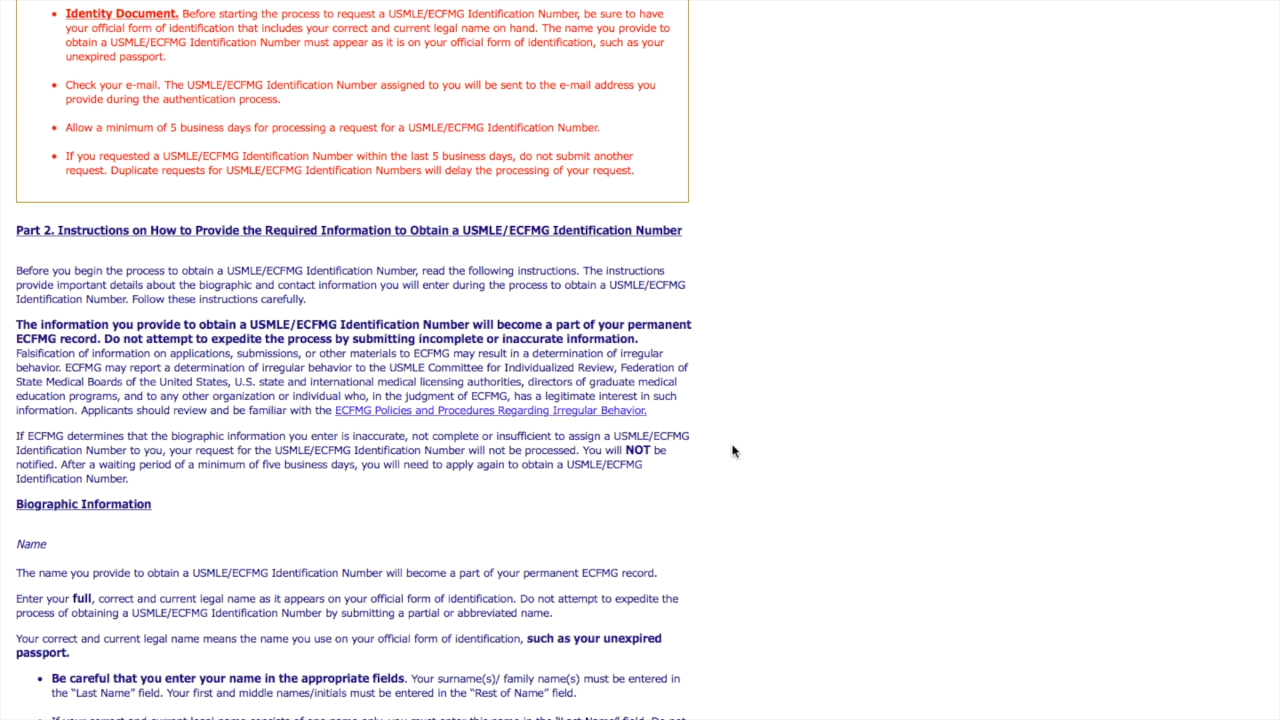 • Identity Document. Before starting the process to request a USMLE/ECFMG Identification Number, be sure to have
your official form of identification that includes your correct and current legal name on hand. The name you provide to
obtain a USMLE/ECFMG Identification Number must appear as it is on your official form of identification, such as your
unexpired passport.
• Check your e-mail. The USMLE/ECFMG Identification Number assigned to you will be sent to the e-mail address you
provide during the authentication process.
• Allow a minimum of 5 business days for processing a request for a USMLE/ECFMG Identification Number.
• If you requested a USMLE/ECFMG Identification Number within the last 5 business days, do not submit another
request. Duplicate requests for USMLE/ECFMG Identification Numbers will delay the processing of your request.
Part 2. Instructions on How to Provide the Required Information to Obtain a USMLE/ECFMG Identification Number
Before you begin the process to obtain a USMLE/ECFMG Identification Number, read the following instructions. The instructions
provide important details about the biographic and contact information you will enter during the process to obtain a USMLE/ECFMG
Identification Number. Follow these instructions carefully.
The information you provide to obtain a USMLE/ECFMG Identification Number will become a part of your permanent
ECFMG record. Do not attempt to expedite the process by submitting incomplete or inaccurate information.
Falsification of information on applications, submissions, or other materials to ECFMG may result in a determination of irregular
behavior. ECFMG may report a determination of irregular behavior to the USMLE Committee for Individualized Review, Federation of
State Medical Boards of the United States, U.S. state and international medical licensing authorities, directors of graduate medical
education programs, and to any other organization or individual who, in the judgment of ECFMG, has a legitimate interest in such
information. Applicants should review and be familiar with the ECFMG Policies and Procedures Regarding Irregular Behavior.
If ECFMG determines that the biographic information you enter is inaccurate, not complete or insufficient to assign a USMLE/ECFMG
Identification Number to you, your request for the USMLE/ECFMG Identification Number will not be processed. You will NOT be
notified. After a waiting period of a minimum of five business days, you will need to apply again to obtain a USMLE/ECFMG
Identification Number.
Biographic Information
Name
The name you provide to obtain a USMLE/ECFMG Identification Number will become a part of your permanent ECFMG record.
Enter your full, correct and current legal name as it appears on your official form of identification. Do not attempt to expedite the
process of obtaining a USMLE/ECFMG Identification Number by submitting a partial or abbreviated name.
Your correct and current legal name means the name you use on your official form of identification, such as your unexpired
passport.
• Be careful that you enter your name in the appropriate fields. Your surname(s)/ family name(s) must be entered in
the “Last Name” field. Your first and middle names/initials must be entered in the “Rest of Name” field.
• If your correct and current legal name consists of one name only, you must enter this name in the “Last Name” field. Do not